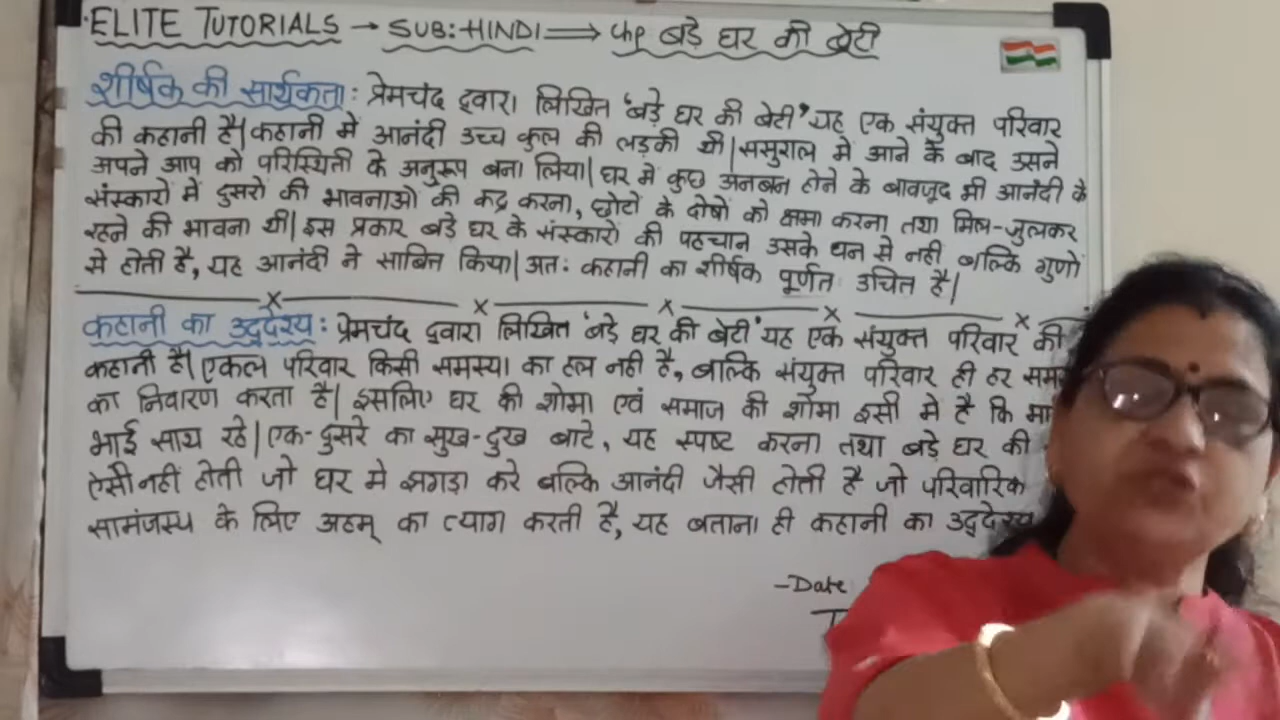 ELITE TUTORIALS → SUB:-HINDI ⟹ Chp बड़े घर की बेटी
शीर्षक की सार्थकता: प्रेमचंद द्वारा लिखित 'बड़े घर की बेटी' यह एक संयुक्त परिवार
की कहानी है। कहानी में आनंदी उच्च कुल की लड़की थी। ससुराल में आने के बाद उसने
अपने आप को परिस्थिती के अनुरूप बना लिया। घर में कुछ अनबन होने के बावजूद भी आनंदी के
संस्कारों में दुसरों की भावनाओं की कद्र करना, छोटों के दोषों को क्षमा करना तथा मिल-जुलकर
रहने की भावना थी। इस प्रकार बड़े घर के संस्कारों की पहचान उसके धन से नहीं बल्कि गुणों
से होती है, यह आनंदी ने साबित किया। अतः कहानी का शीर्षक पूर्णतः उचित है।
कहानी का उद्देश्य: प्रेमचंद द्वारा लिखित 'बड़े घर की बेटी' यह एक संयुक्त परिवार की
कहानी है। एकल परिवार किसी समस्या का हल नही है, बल्कि संयुक्त परिवार ही हर सम
का निवारण करता है। इसलिए घर की शोभा एवं समाज की शोभा इसी मे है कि भा
भाई साथ रहे। एक-दुसरे का सुख-दुख बाटे, यह स्पष्ट करना तथा बड़े घर की
ऐसी नही होती जो घर मे झगड़ा करे बल्कि आनंदी जैसी होती है जो परिवारिक
सामंजस्य के लिए अहम् का त्याग करती है, यह बताना ही कहानी का उद्देश्य
-Date